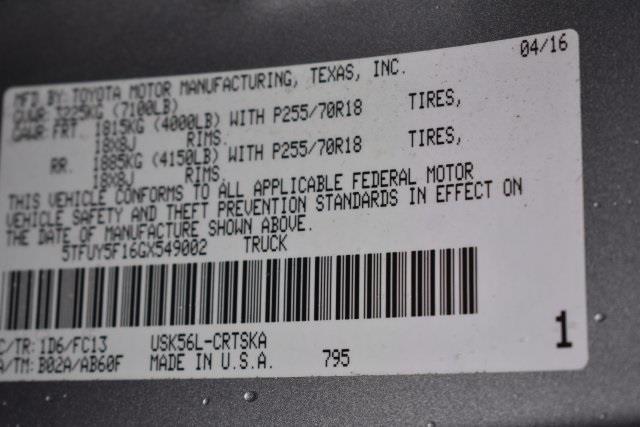 04/16
MFD BY: TOYOTA MOTOR MANUFACTURING, TEXAS, INC.
GVWR: 3225KG (7100LB)
GAWR: FRT. 1815KG (4000LB) WITH P255/70R18 TIRES,
18X8J RIMS.
RR. 1885KG (4150LB) WITH P255/70R18 TIRES,
18X8J RIMS.
THIS VEHICLE CONFORMS TO ALL APPLICABLE FEDERAL MOTOR
VEHICLE SAFETY AND THEFT PREVENTION STANDARDS IN EFFECT ON
THE DATE OF MANUFACTURE SHOWN ABOVE.
5TFUY5F16GX549002 TRUCK
C/TR: 1D6/FC13 USK56L-CRTSKA
A/TM: B02A/AB60F MADE IN U.S.A. 795
1